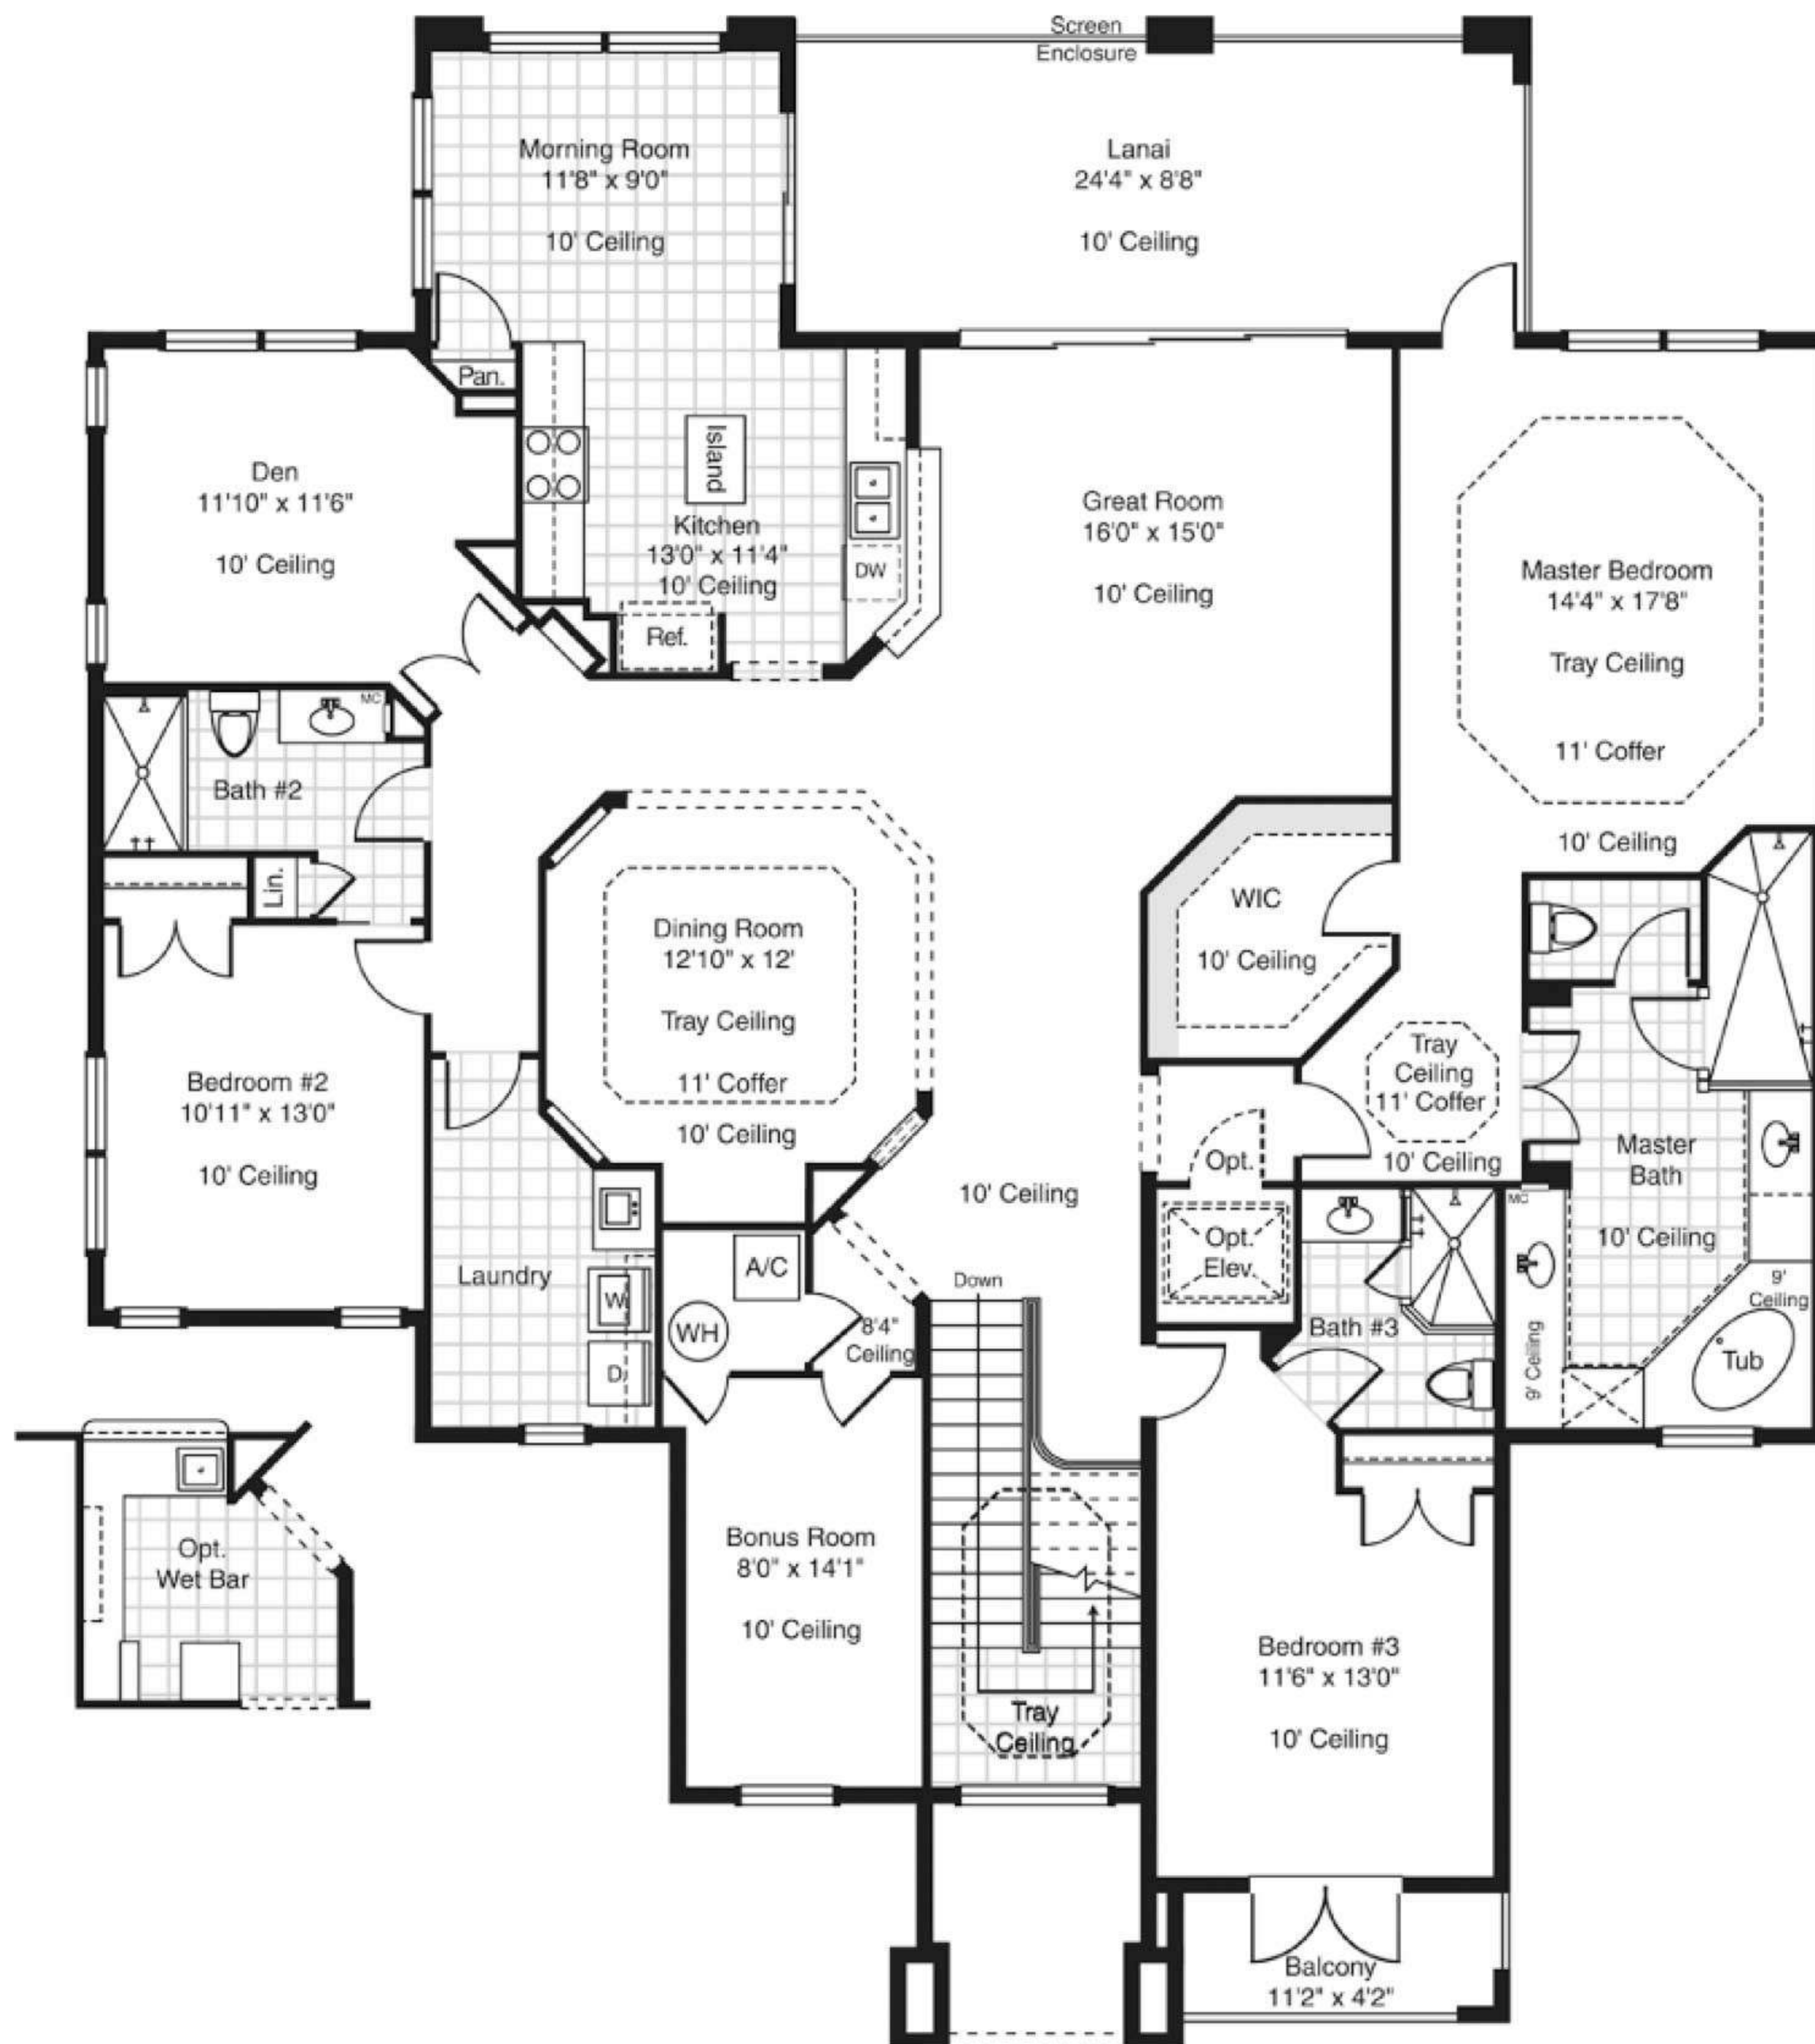 Screen
Enclosure
Morning Room
11'8" x 9'0"
10' Ceiling
Lanai
24'4" x 8'8"
10' Ceiling
Pan.
Island
Den
11'10" x 11'6"
10' Ceiling
Kitchen
13'0" x 11'4"
10' Ceiling
DW
Ref.
Great Room
16'0" x 15'0"
10' Ceiling
Master Bedroom
14'4" x 17'8"
Tray Ceiling
11' Coffer
10' Ceiling
MC
Bath #2
Lin.
Dining Room
12'10" x 12'
Tray Ceiling
11' Coffer
10' Ceiling
WIC
10' Ceiling
Bedroom #2
10'11" x 13'0"
10' Ceiling
Tray
Ceiling
11' Coffer
10' Ceiling
Master
Bath
10' Ceiling
MC
Opt.
10' Ceiling
Opt.
Elev.
Laundry
W
D
A/C
WH
8'4"
Ceiling
Down
Bath #3
9' Ceiling
9'
Ceiling
Tub
Opt.
Wet Bar
Bonus Room
8'0" x 14'1"
10' Ceiling
Tray
Ceiling
Bedroom #3
11'6" x 13'0"
10' Ceiling
Balcony
11'2" x 4'2"